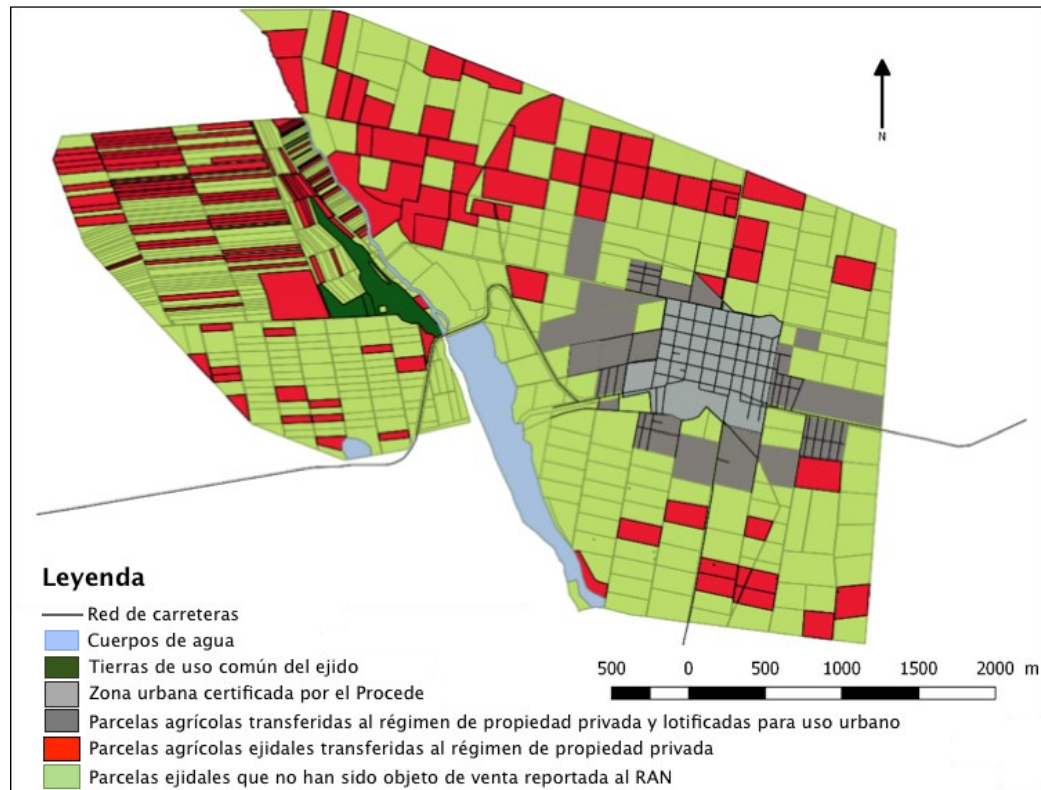 N
Leyenda
Red de carreteras
Cuerpos de agua
Tierras de uso común del ejido
Zona urbana certificada por el Procede
Parcelas agrícolas transferidas al régimen de propiedad privada y lotificadas para uso urbano
Parcelas agrícolas ejidales transferidas al régimen de propiedad privada
Parcelas ejidales que no han sido objeto de venta reportada al RAN
500 0 500 1000 1500 2000 m